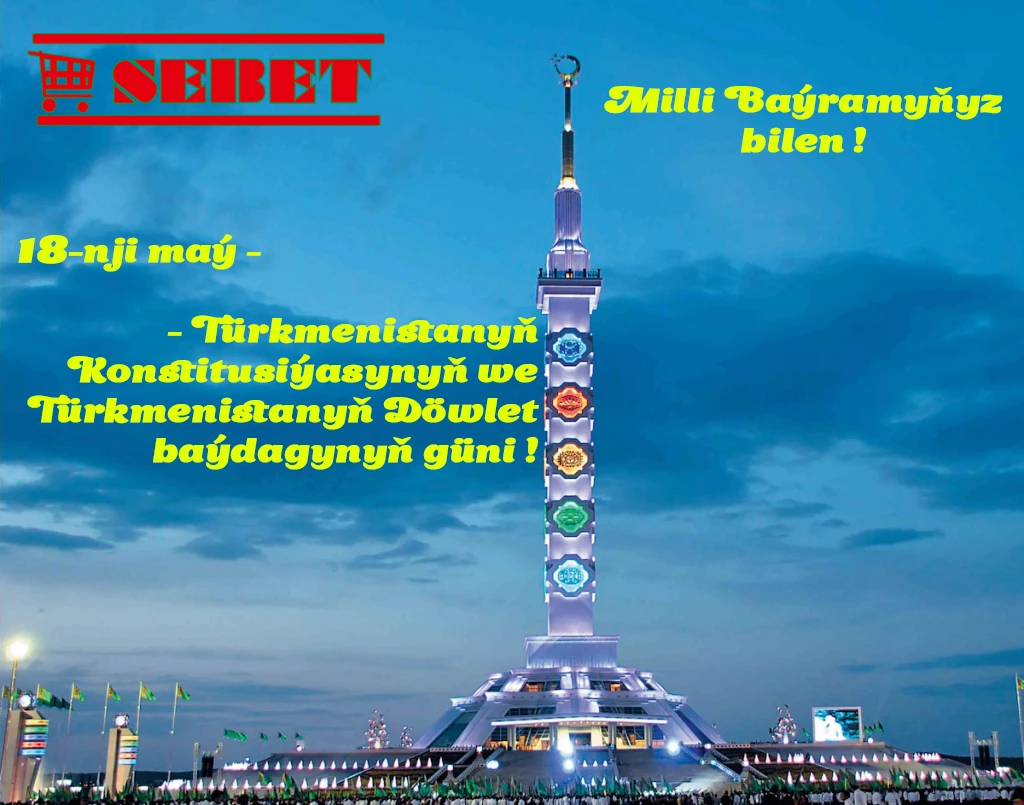 SEBET
Milli Baýramyňyz
bilen !
18-nji maý -
- Türkmenistanyň
Konstitusiýasynyň we
Türkmenistanyň Döwlet
baýdagynyň güni !